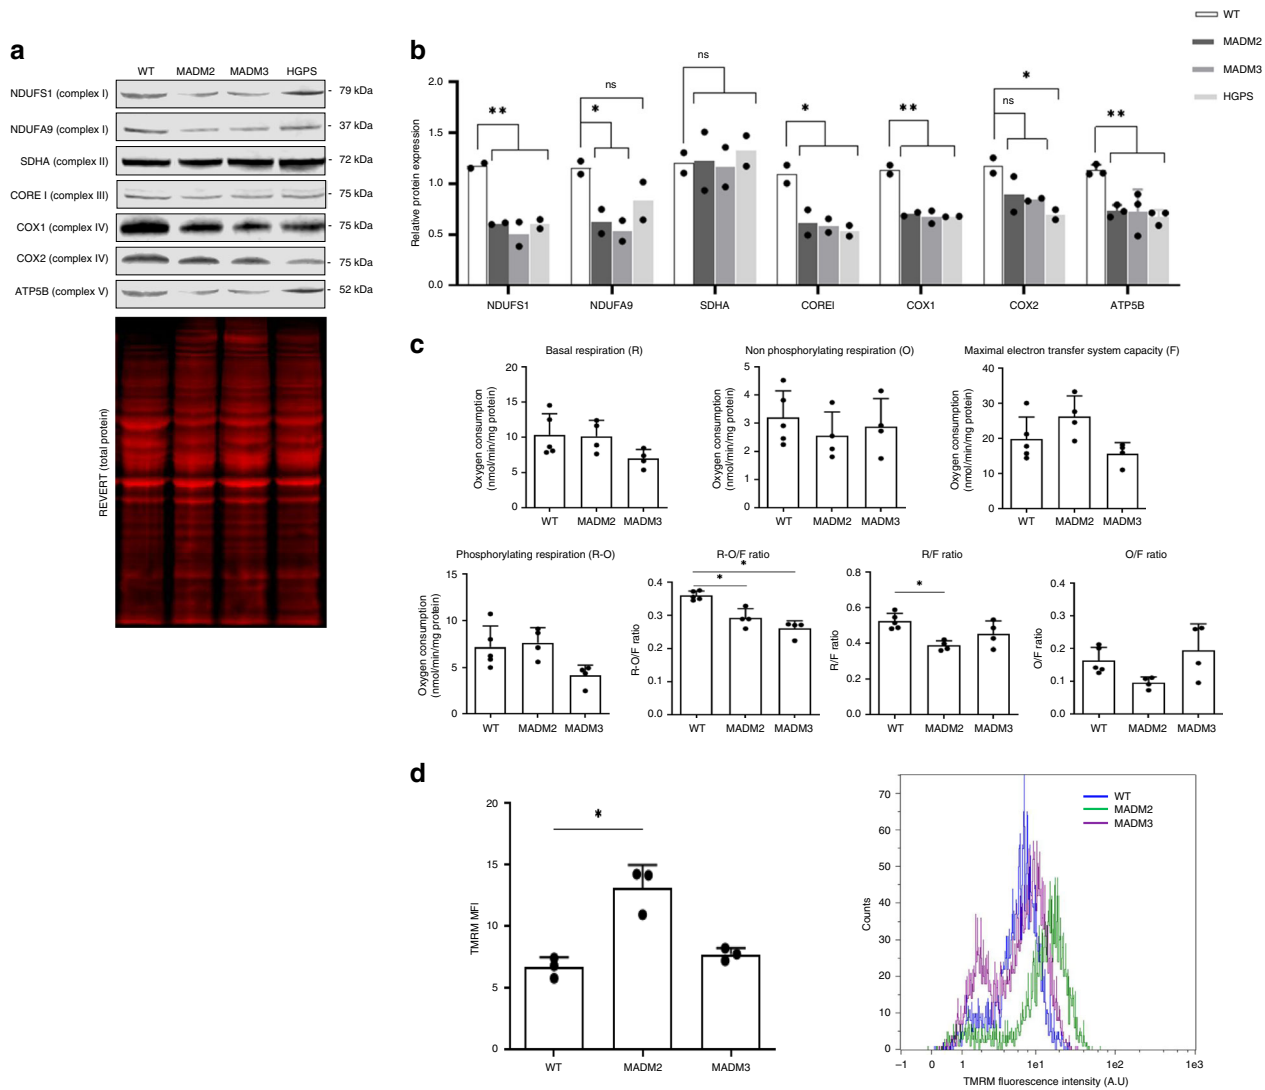 a
WT MADM2 MADM3 HGPS
NDUFS1 (complex I) - 79 kDa
NDUFA9 (complex I) - 37 kDa
SDHA (complex II) - 72 kDa
CORE I (complex III) - 75 kDa
COX1 (complex IV) - 75 kDa
COX2 (complex IV) - 75 kDa
ATP5B (complex V) - 52 kDa
REVERT (total protein)
b
WT
MADM2
MADM3
HGPS
Relative protein expression
2.0
1.5
1.0
0.5
0.0
** * ns ns * ** ns * **
NDUFS1 NDUFA9 SDHA COREI COX1 COX2 ATP5B
c
Basal respiration (R)
Oxygen consumption
(nmol/min/mg protein)
20
15
10
5
0
WT MADM2 MADM3
Non phosphorylating respiration (O)
Oxygen consumption
(nmol/min/mg protein)
5
4
3
2
1
0
WT MADM2 MADM3
Maximal electron transfer system capacity (F)
Oxygen consumption
(nmol/min/mg protein)
40
30
20
10
0
WT MADM2 MADM3
Phosphorylating respiration (R-O)
Oxygen consumption
(nmol/min/mg protein)
15
10
5
0
WT MADM2 MADM3
R-O/F ratio
R-O/F ratio
0.4
0.3
0.2
0.1
0.0
*
*
WT MADM2 MADM3
R/F ratio
R/F ratio
0.8
0.6
0.4
0.2
0.0
*
WT MADM2 MADM3
O/F ratio
O/F ratio
0.4
0.3
0.2
0.1
0.0
WT MADM2 MADM3
d
TMRM MFI
20
15
10
5
0
*
WT MADM2 MADM3
Counts
70
60
50
40
30
20
10
0
WT
MADM2
MADM3
−1 0 1 1e1 1e2 1e3
TMRM fluorescence intensity (A.U)